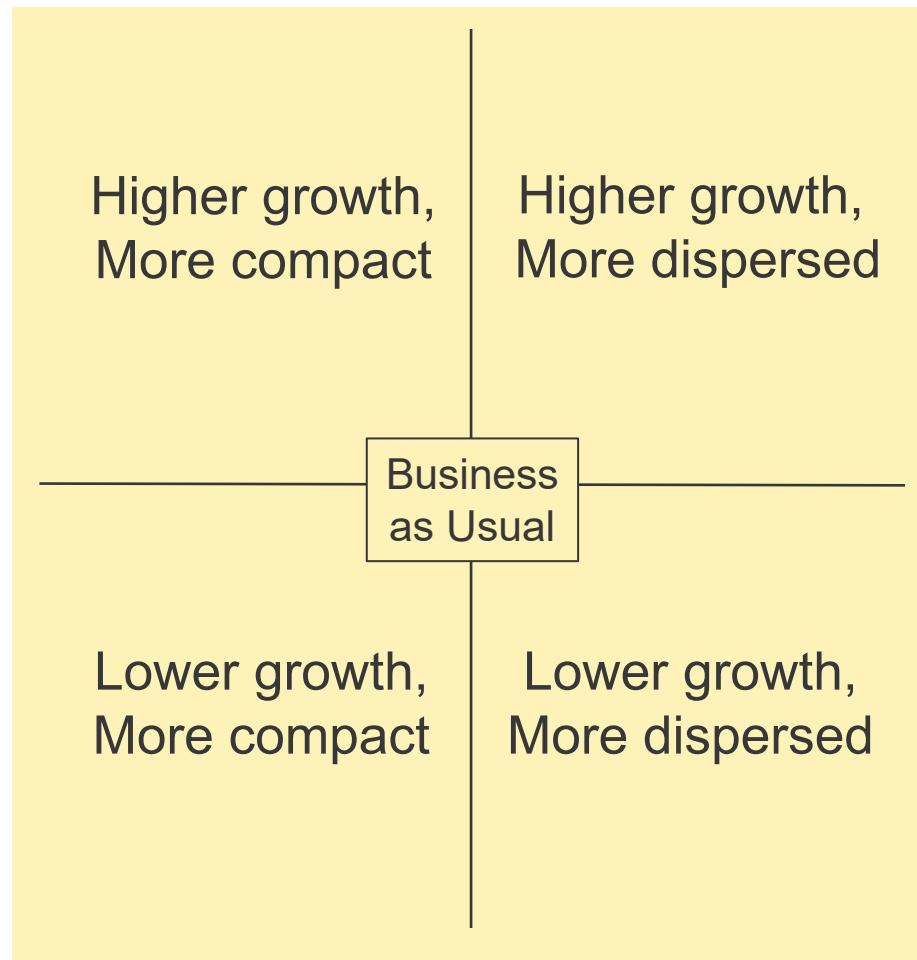 Higher growth,
More compact
Higher growth,
More dispersed
Business
as Usual
Lower growth,
More compact
Lower growth,
More dispersed